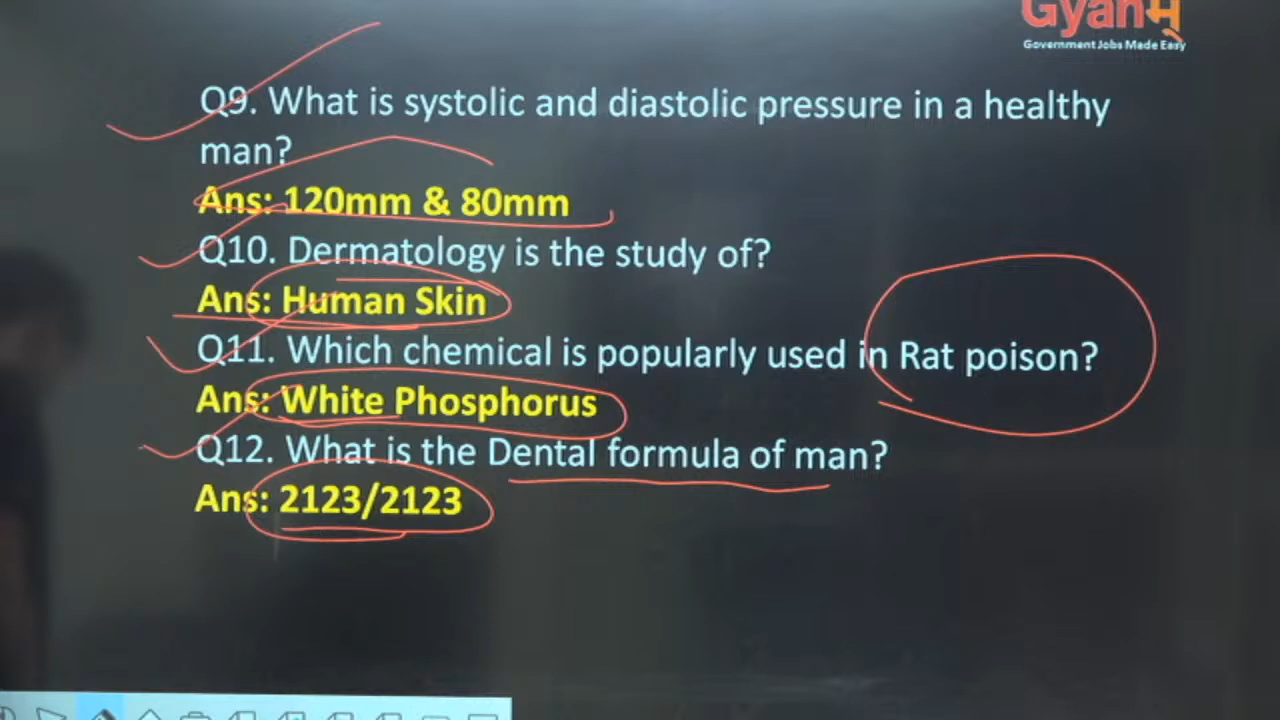 Gyanम्
Government Jobs Made Easy
Q9. What is systolic and diastolic pressure in a healthy
man?
Ans: 120mm & 80mm
Q10. Dermatology is the study of?
Ans: Human Skin
Q11. Which chemical is popularly used in Rat poison?
Ans: White Phosphorus
Q12. What is the Dental formula of man?
Ans: 2123/2123